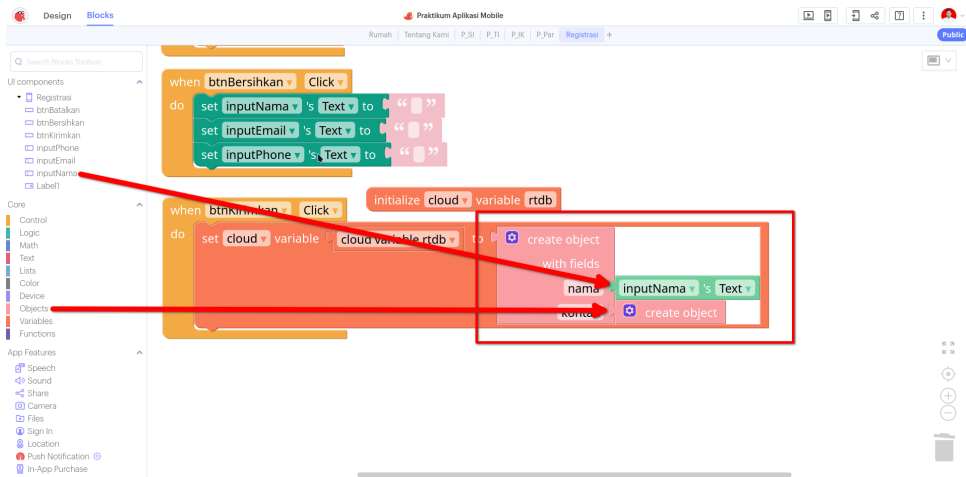 Design Blocks Praktikum Aplikasi Mobile
Rumah Tentang Kami P_SI P_TI P_IK P_Par Registrasi +
Public
Search Blocks Toolbox...
UI components
Registrasi
btnBatalkan
btnBersihkan
btnKirimkan
inputPhone
inputEmail
inputNama
Label1
Core
Control
Logic
Math
Text
Lists
Color
Device
Objects
Variables
Functions
App Features
Speech
Sound
Share
Camera
Files
Sign In
Location
Push Notification
In-App Purchase
when btnBersihkan Click
do set inputNama 's Text to “ ”
set inputEmail 's Text to “ ”
set inputPhone 's Text to “ ”
initialize cloud variable rtdb
when btnKirimkan Click
do set cloud variable cloud variable rtdb to create object
with fields
nama inputNama 's Text
kontak create object